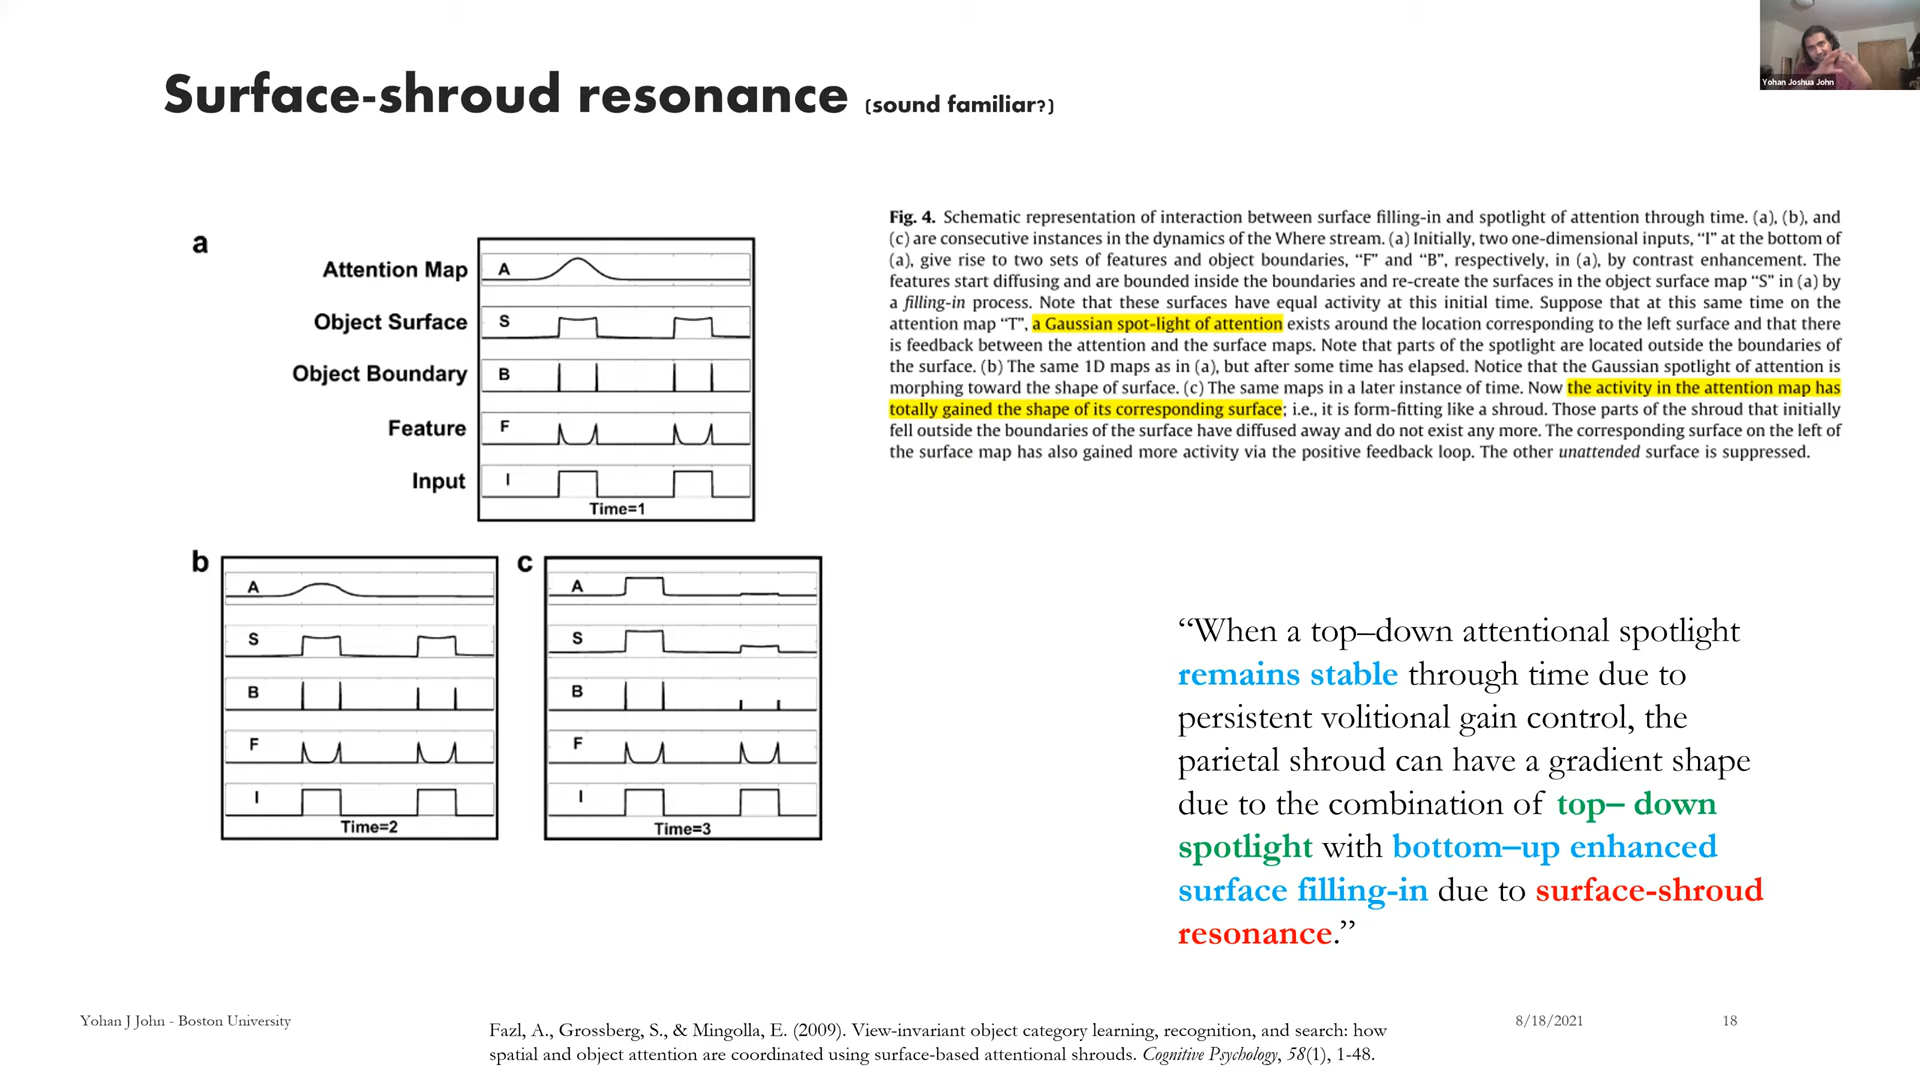 Yohan Joshua John
Surface-shroud resonance (sound familiar?)
a
Attention Map A
Object Surface S
Object Boundary B
Feature F
Input I
Time=1
b
A
S
B
F
I
Time=2
c
A
S
B
F
I
Time=3
Fig. 4. Schematic representation of interaction between surface filling-in and spotlight of attention through time. (a), (b), and
(c) are consecutive instances in the dynamics of the Where stream. (a) Initially, two one-dimensional inputs, “I” at the bottom of
(a), give rise to two sets of features and object boundaries, “F” and “B”, respectively, in (a), by contrast enhancement. The
features start diffusing and are bounded inside the boundaries and re-create the surfaces in the object surface map “S” in (a) by
a filling-in process. Note that these surfaces have equal activity at this initial time. Suppose that at this same time on the
attention map “T”, a Gaussian spot-light of attention exists around the location corresponding to the left surface and that there
is feedback between the attention and the surface maps. Note that parts of the spotlight are located outside the boundaries of
the surface. (b) The same 1D maps as in (a), but after some time has elapsed. Notice that the Gaussian spotlight of attention is
morphing toward the shape of surface. (c) The same maps in a later instance of time. Now the activity in the attention map has
totally gained the shape of its corresponding surface; i.e., it is form-fitting like a shroud. Those parts of the shroud that initially
fell outside the boundaries of the surface have diffused away and do not exist any more. The corresponding surface on the left of
the surface map has also gained more activity via the positive feedback loop. The other unattended surface is suppressed.
“When a top–down attentional spotlight
remains stable through time due to
persistent volitional gain control, the
parietal shroud can have a gradient shape
due to the combination of top– down
spotlight with bottom–up enhanced
surface filling-in due to surface-shroud
resonance.”
Yohan J John - Boston University
Fazl, A., Grossberg, S., & Mingolla, E. (2009). View-invariant object category learning, recognition, and search: how
spatial and object attention are coordinated using surface-based attentional shrouds. Cognitive Psychology, 58(1), 1-48.
8/18/2021
18